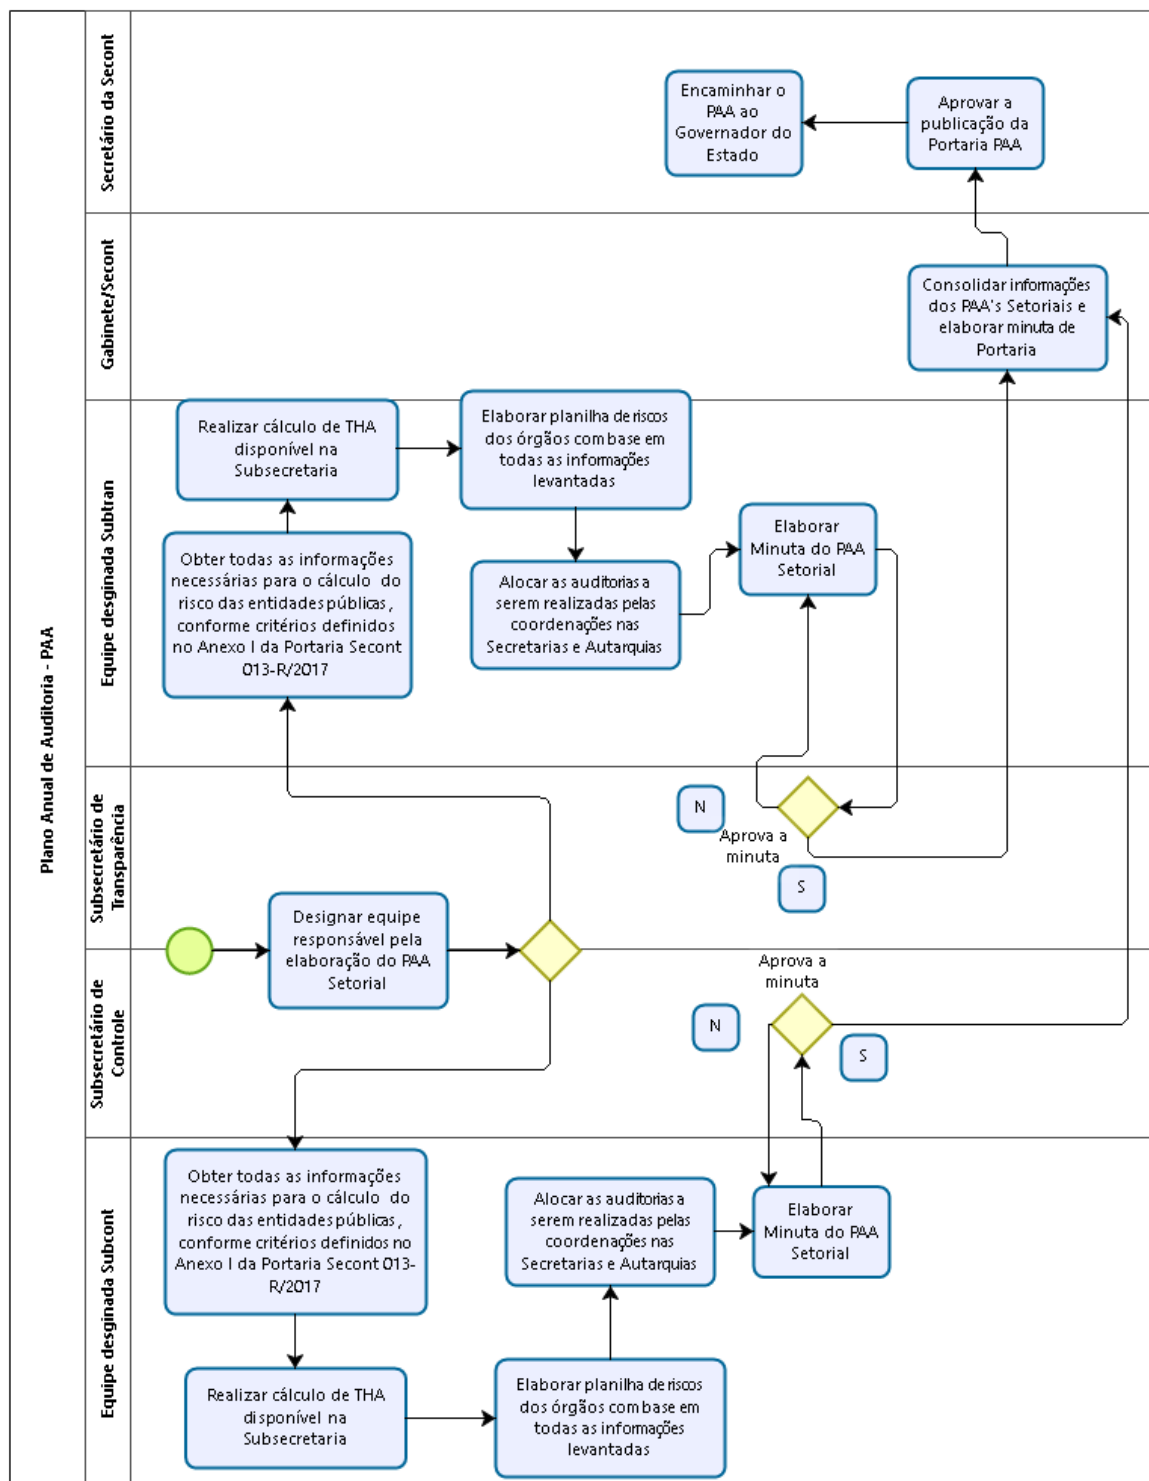 Plano Anual de Auditoria - PAA
Secretário da Secont
Encaminhar o
PAA ao
Governador do
Estado
Aprovar a
publicação da
Portaria PAA
Gabinete/Secont
Consolidar informações
dos PAA's Setoriais e
elaborar minuta de
Portaria
Equipe desginada Subtran
Realizar cálculo de THA
disponível na
Subsecretaria
Elaborar planilha de riscos
dos órgãos com base em
todas as informações
levantadas
Obter todas as informações
necessárias para o cálculo do
risco das entidades públicas,
conforme critérios definidos
no Anexo I da Portaria Secont
013-R/2017
Alocar as auditorias a
serem realizadas pelas
coordenações nas
Secretarias e Autarquias
Elaborar
Minuta do PAA
Setorial
Subsecretário de
Transparência
N
Aprova a
minuta
S
Designar equipe
responsável pela
elaboração do PAA
Setorial
Subsecretário de
Controle
Aprova a
minuta
N
S
Equipe desginada Subcont
Obter todas as informações
necessárias para o cálculo do
risco das entidades públicas,
conforme critérios definidos no
Anexo I da Portaria Secont 013-
R/2017
Alocar as auditorias a
serem realizadas pelas
coordenações nas
Secretarias e Autarquias
Elaborar
Minuta do PAA
Setorial
Realizar cálculo de THA
disponível na
Subsecretaria
Elaborar planilha de riscos
dos órgãos com base em
todas as informações
levantadas